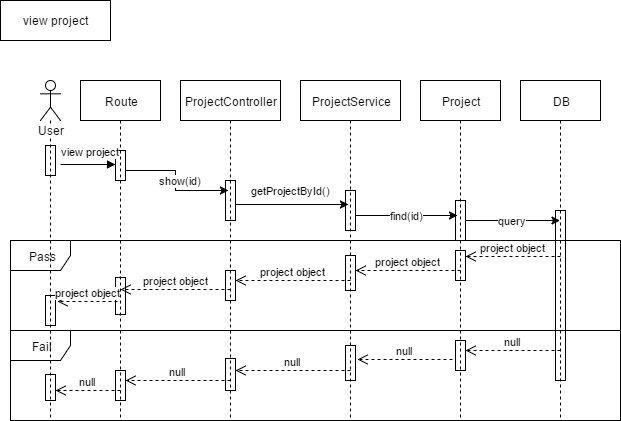 view project
Route
ProjectController
ProjectService
Project
DB
User
view project
show(id)
getProjectById()
find(id)
query
Pass
project object
project object
project object
project object
project object
Fail
null
null
null
null
null